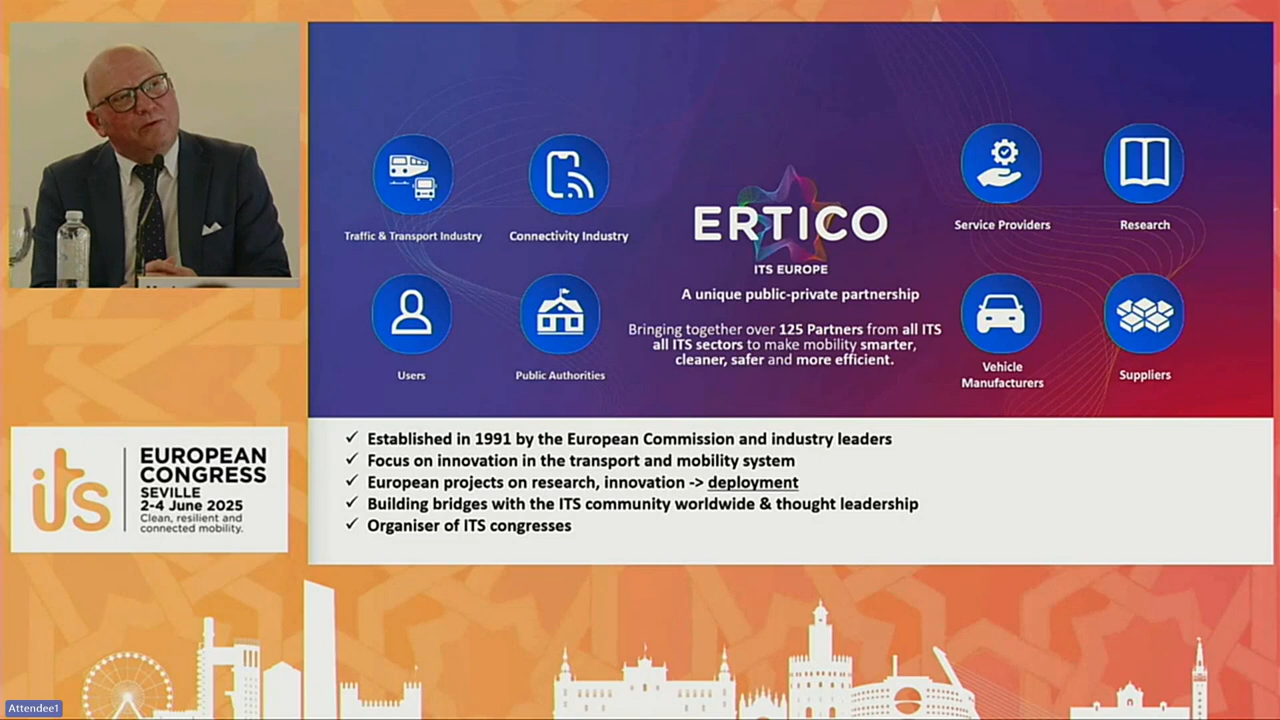 Traffic & Transport Industry
Connectivity Industry
Users
Public Authorities
ERTICO
ITS EUROPE
A unique public-private partnership
Bringing together over 125 Partners from all ITS
all ITS sectors to make mobility smarter,
cleaner, safer and more efficient.
Service Providers
Research
Vehicle
Manufacturers
Suppliers
its
EUROPEAN
CONGRESS
SEVILLE
2-4 June 2025
Clean, resilient and
connected mobility.
✓ Established in 1991 by the European Commission and industry leaders
✓ Focus on innovation in the transport and mobility system
✓ European projects on research, innovation -> deployment
✓ Building bridges with the ITS community worldwide & thought leadership
✓ Organiser of ITS congresses
Attendee1